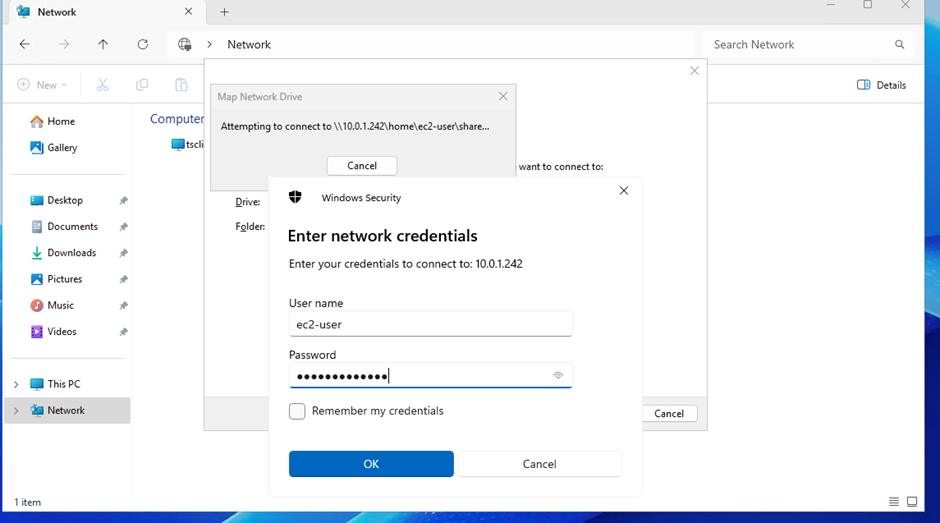 Network
Network
Search Network
New
Details
Map Network Drive
Attempting to connect to \\10.0.1.242\home\ec2-user\share...
Cancel
want to connect to:
Drive:
Folder:
Cancel
Windows Security
Enter network credentials
Enter your credentials to connect to: 10.0.1.242
User name
ec2-user
Password
Remember my credentials
OK
Cancel
Home
Gallery
Desktop
Documents
Downloads
Pictures
Music
Videos
This PC
Network
Computer
tscli
1 item